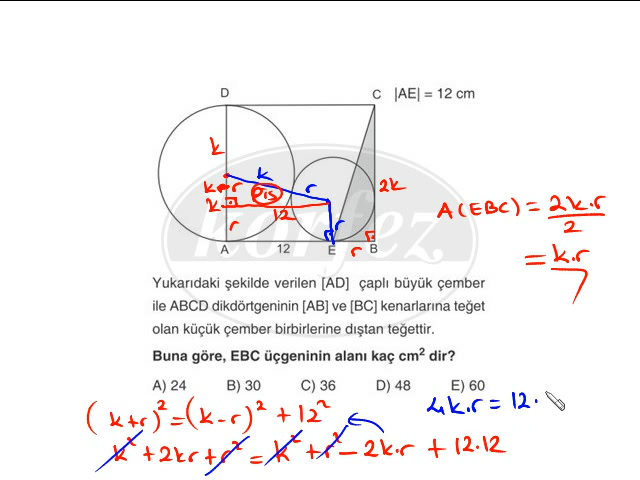 D
C
|AE| = 12 cm
k
k
r
k-r
k
Pis
2k
12
r
r
A
12
E
r
B
A(EBC) = 2k.r / 2
= k.r
körfez
Yukarıdaki şekilde verilen [AD] çaplı büyük çember
ile ABCD dikdörtgeninin [AB] ve [BC] kenarlarına teğet
olan küçük çember birbirlerine dıştan teğettir.
Buna göre, EBC üçgeninin alanı kaç cm² dir?
A) 24 B) 30 C) 36 D) 48 E) 60
4k.r = 12.
(k+r)² = (k-r)² + 12²
k² + 2kr + r² = k² + r² - 2k.r + 12.12